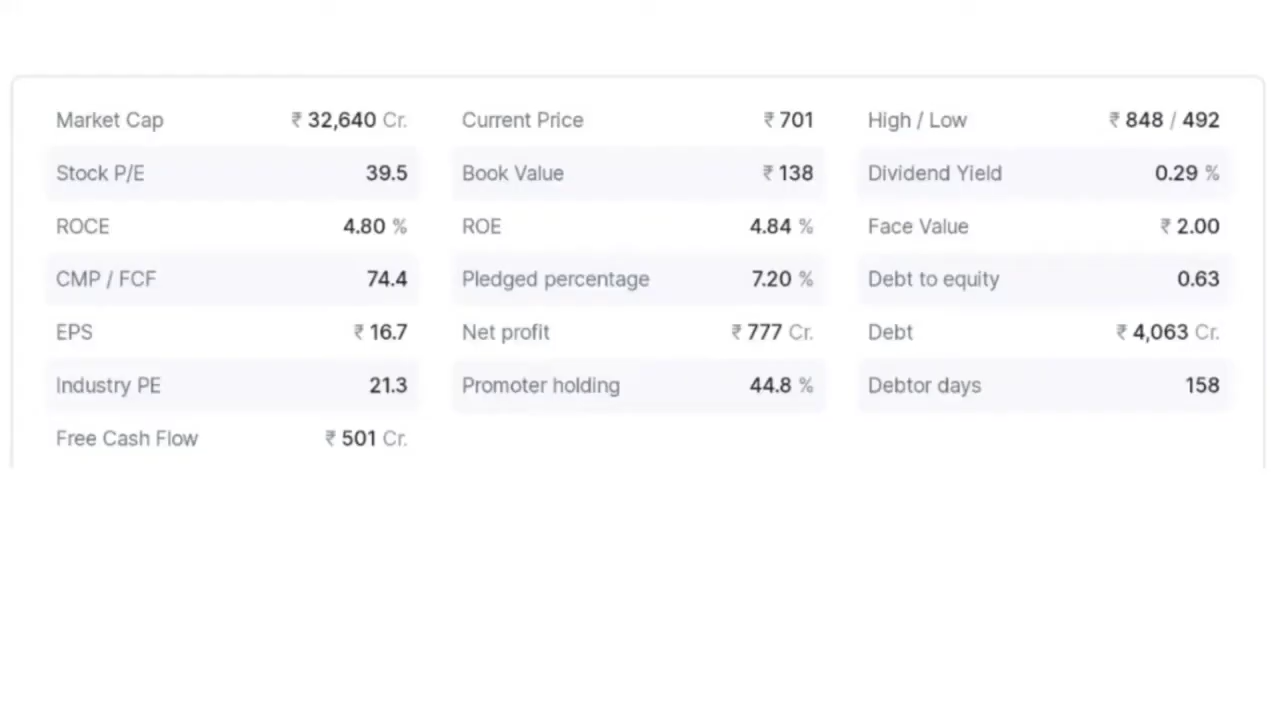 Market Cap ₹ 32,640 Cr. Current Price ₹ 701 High / Low ₹ 848 / 492
Stock P/E 39.5 Book Value ₹ 138 Dividend Yield 0.29 %
ROCE 4.80 % ROE 4.84 % Face Value ₹ 2.00
CMP / FCF 74.4 Pledged percentage 7.20 % Debt to equity 0.63
EPS ₹ 16.7 Net profit ₹ 777 Cr. Debt ₹ 4,063 Cr.
Industry PE 21.3 Promoter holding 44.8 % Debtor days 158
Free Cash Flow ₹ 501 Cr.